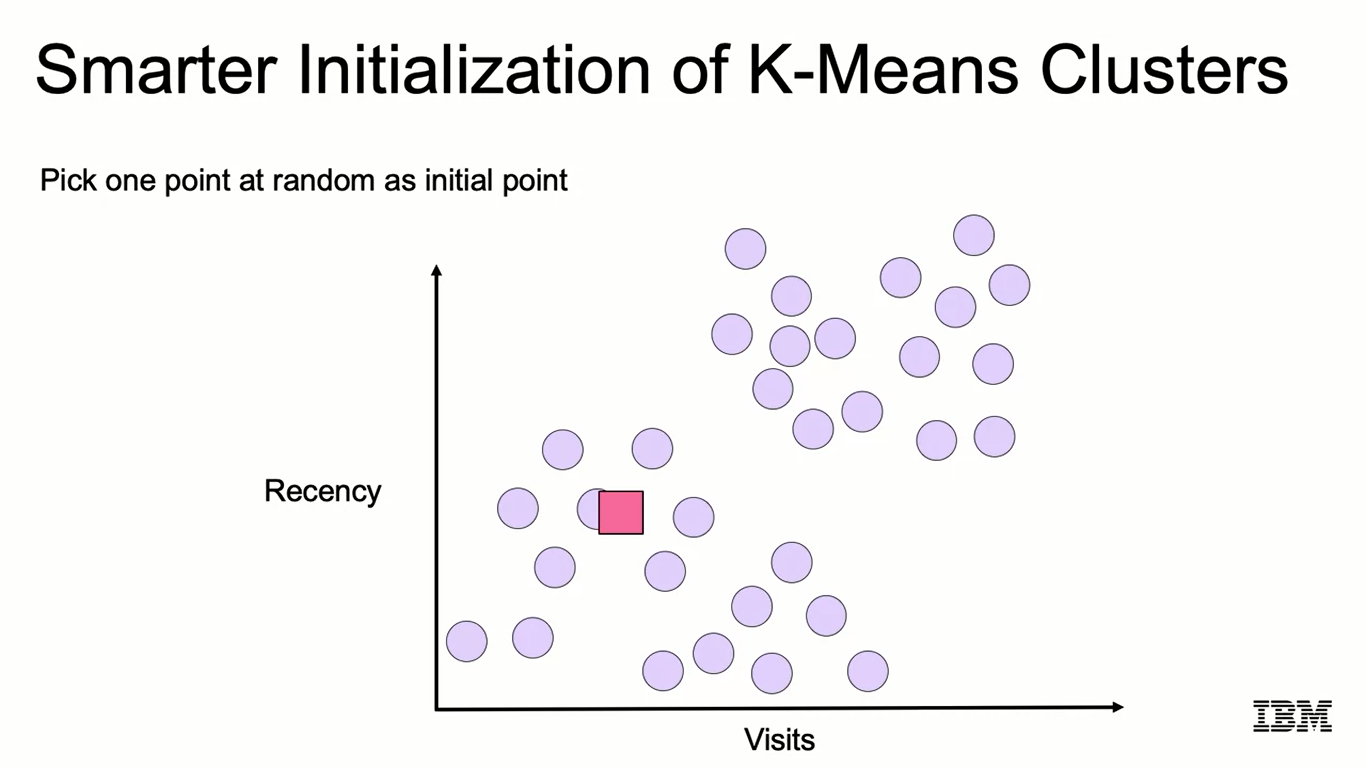 Smarter Initialization of K-Means Clusters
Pick one point at random as initial point
Recency
Visits
IBM